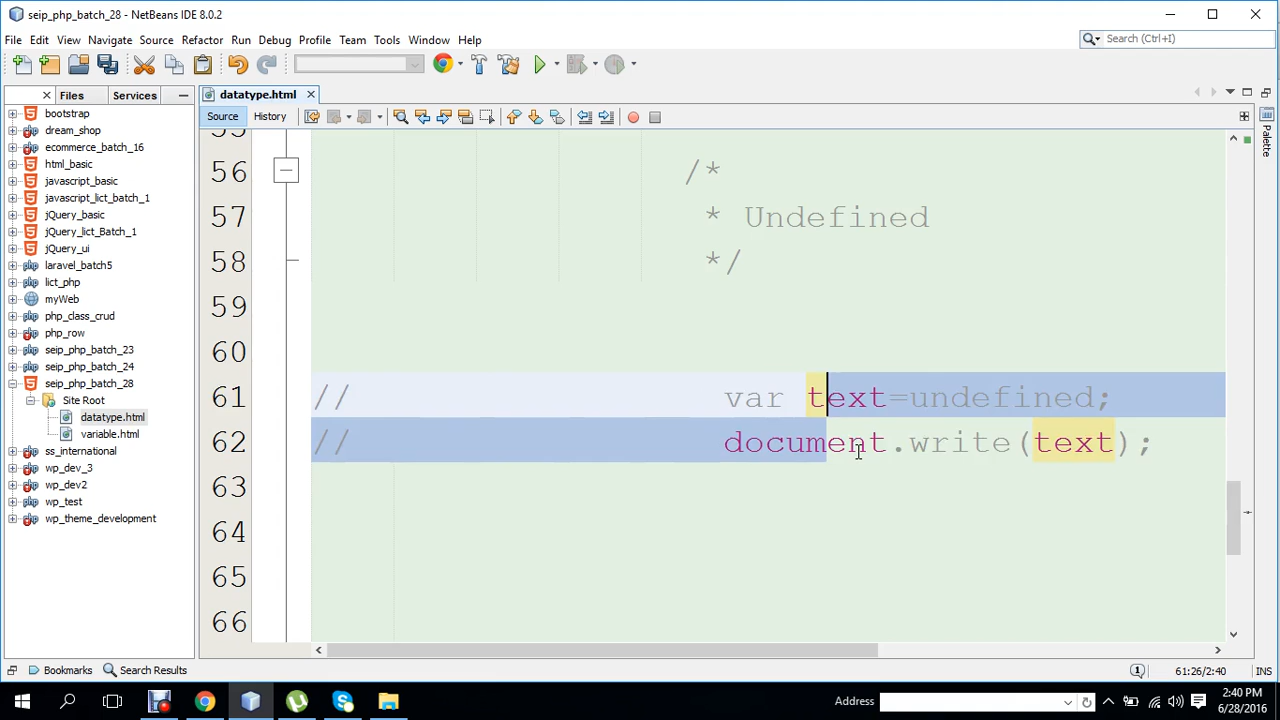 seip_php_batch_28 - NetBeans IDE 8.0.2
File Edit View Navigate Source Refactor Run Debug Profile Team Tools Window Help
Search (Ctrl+I)
Files Services
datatype.html
Source History
bootstrap
dream_shop
ecommerce_batch_16
html_basic
javascript_basic
javascript_lict_batch_1
jQuery_basic
jQuery_lict_Batch_1
jQuery_ui
laravel_batch5
lict_php
myWeb
php_class_crud
php_row
seip_php_batch_23
seip_php_batch_24
seip_php_batch_28
Site Root
datatype.html
variable.html
ss_international
wp_dev_3
wp_dev2
wp_test
wp_theme_development
55
56 /*
57 * Undefined
58 */
59
60
61 // var text=undefined;
62 // document.write(text);
63
64
65
66
Palette
Bookmarks Search Results
1 61:26/2:40 INS
Address
2:40 PM
6/28/2016